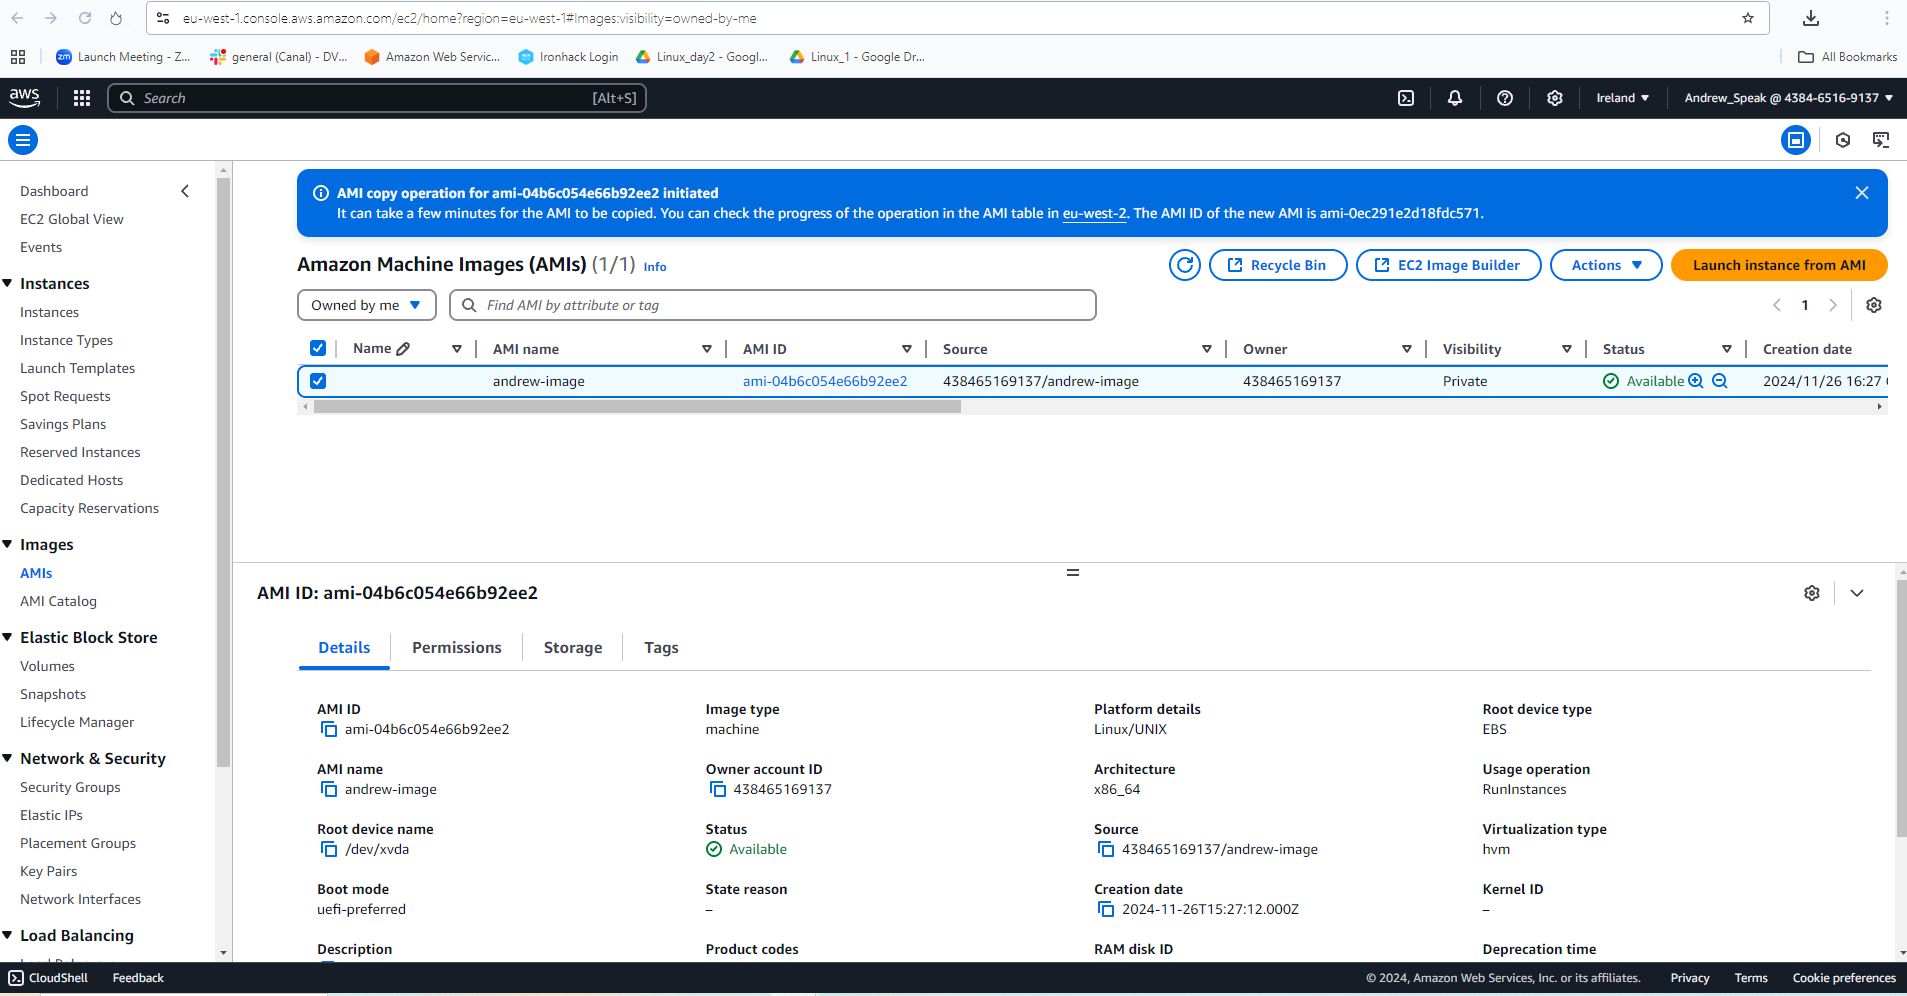 eu-west-1.console.aws.amazon.com/ec2/home?region=eu-west-1#Images:visibility=owned-by-me
Launch Meeting - Z...
general (Canal) - DV...
Amazon Web Servic...
Ironhack Login
Linux_day2 - Googl...
Linux_1 - Google Dr...
All Bookmarks
aws
Search
[Alt+S]
Ireland
Andrew_Speak @ 4384-6516-9137
Dashboard
EC2 Global View
Events
Instances
Instances
Instance Types
Launch Templates
Spot Requests
Savings Plans
Reserved Instances
Dedicated Hosts
Capacity Reservations
Images
AMIs
AMI Catalog
Elastic Block Store
Volumes
Snapshots
Lifecycle Manager
Network & Security
Security Groups
Elastic IPs
Placement Groups
Key Pairs
Network Interfaces
Load Balancing
AMI copy operation for ami-04b6c054e66b92ee2 initiated
It can take a few minutes for the AMI to be copied. You can check the progress of the operation in the AMI table in eu-west-2. The AMI ID of the new AMI is ami-0ec291e2d18fdc571.
Amazon Machine Images (AMIs) (1/1) Info
Recycle Bin
EC2 Image Builder
Actions
Launch instance from AMI
Owned by me
Find AMI by attribute or tag
1
Name AMI name AMI ID Source Owner Visibility Status Creation date
andrew-image ami-04b6c054e66b92ee2 438465169137/andrew-image 438465169137 Private Available 2024/11/26 16:27
AMI ID: ami-04b6c054e66b92ee2
Details Permissions Storage Tags
AMI ID Image type Platform details Root device type
ami-04b6c054e66b92ee2 machine Linux/UNIX EBS
AMI name Owner account ID Architecture Usage operation
andrew-image 438465169137 x86_64 RunInstances
Root device name Status Source Virtualization type
/dev/xvda Available 438465169137/andrew-image hvm
Boot mode State reason Creation date Kernel ID
uefi-preferred – 2024-11-26T15:27:12.000Z –
Description Product codes RAM disk ID Deprecation time
CloudShell Feedback
© 2024, Amazon Web Services, Inc. or its affiliates. Privacy Terms Cookie preferences